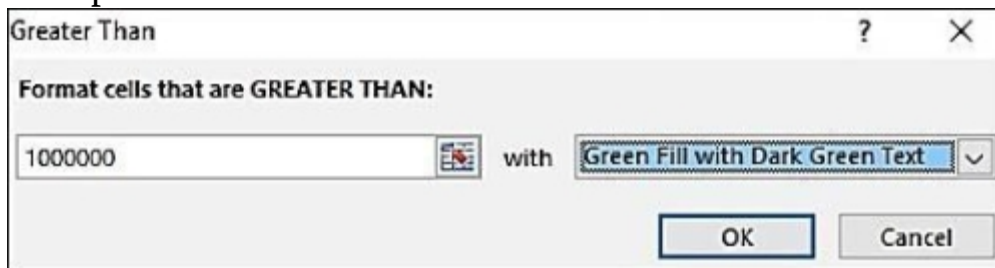 Greater Than ? X
Format cells that are GREATER THAN:
1000000 with Green Fill with Dark Green Text
OK Cancel